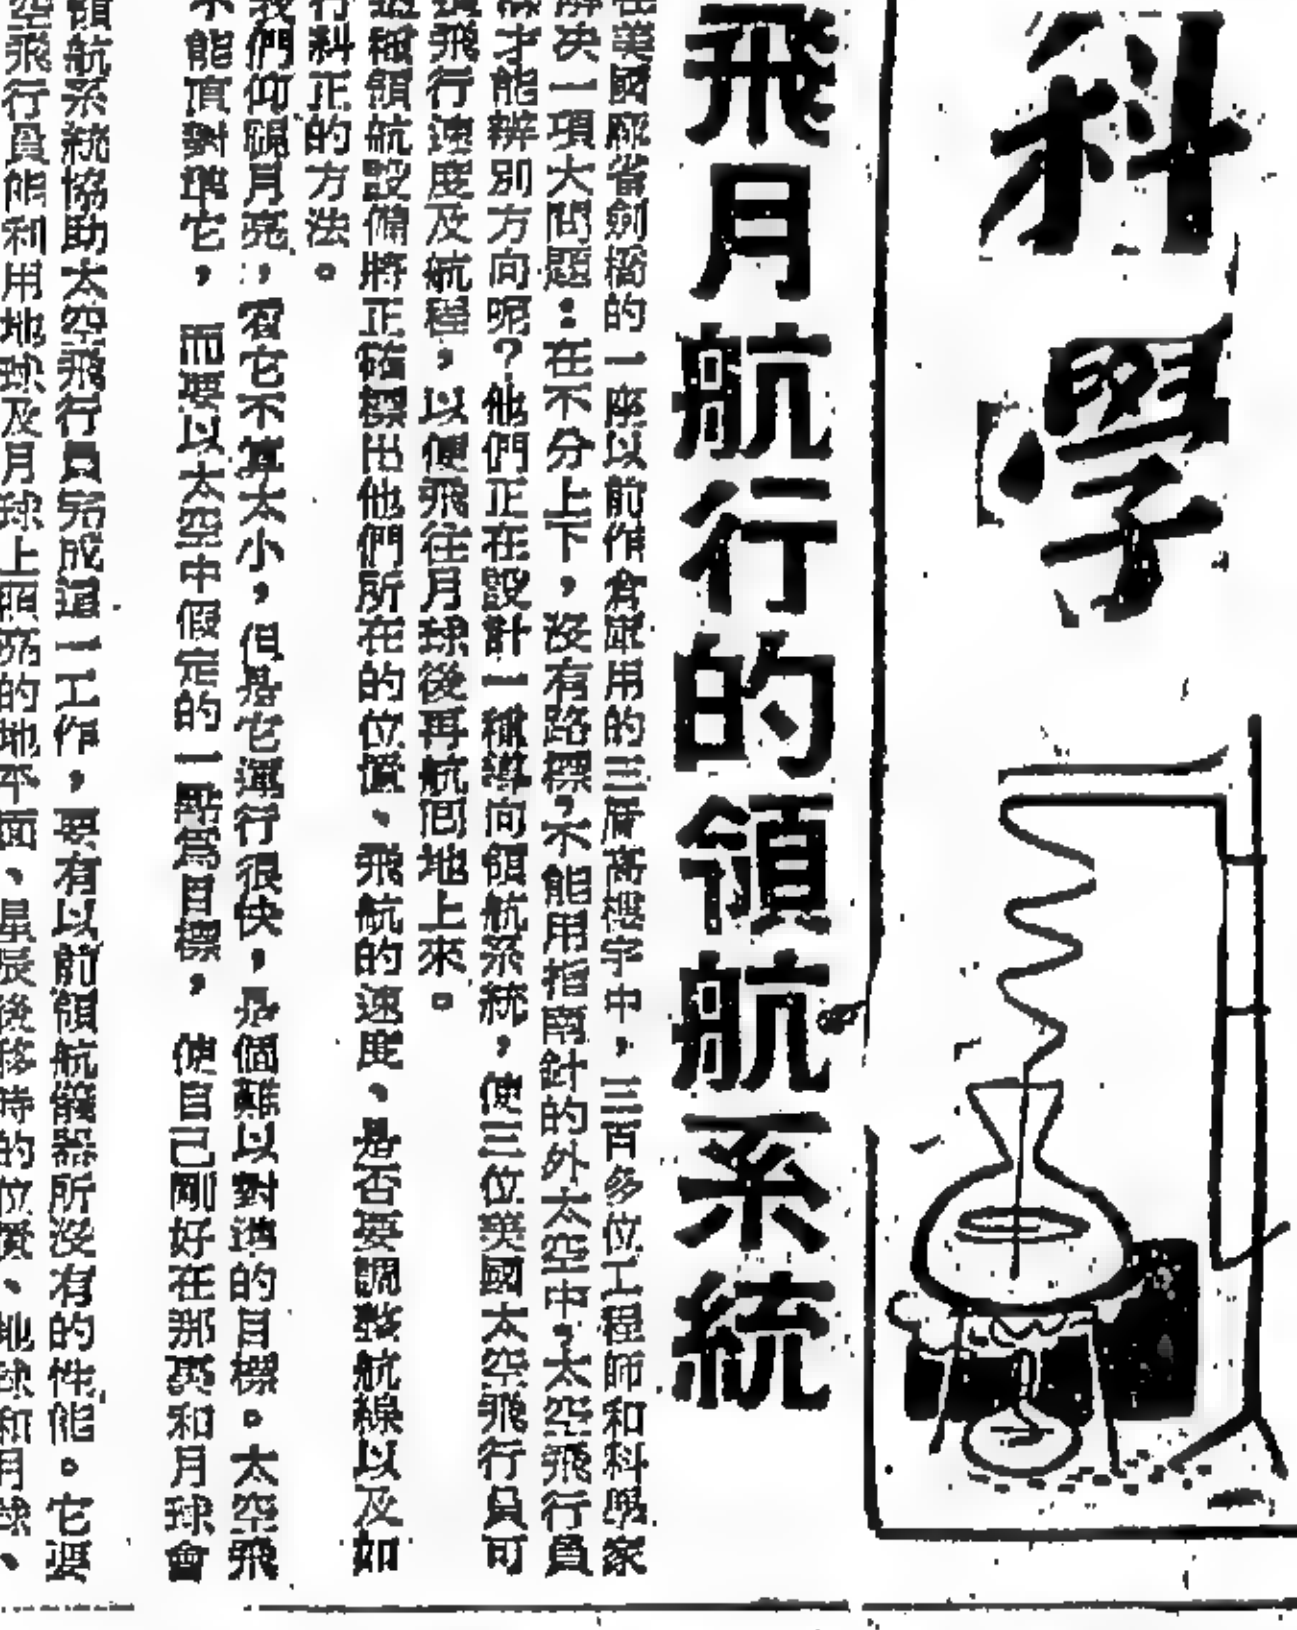 科學
飛月航行的領航系統
在美國麻省劍橋的一座以前作倉庫用的三層高樓宇中，三百多位工程師和科學家
解决一項大問題：在不分上下，沒有路標，不能用指南針的外太空中，太空飛行員
才能辨別方向呢？他們正在設計一種導向領航系統，使三位美國太空飛行員可
飛行速度及航程，以便飛往月球後再航囘地上來。
這種領航設備將正確標出他們所在的位置、飛航的速度、是否要調整航線以及如
行料正的方法。
我們仰視月亮，看它不算太小，但是它運行很快，是個難以對準的目標。太空飛
不能直對準它，而要以太空中假定的一點爲目標，使自己剛好在那裏和月球會
領航系統協助太空飛行員完成這一工作，要有以前領航儀器所沒有的性能。它要
空飛行員能利用地球及月球上的地平面、星辰後移時的位置、地球和月球、